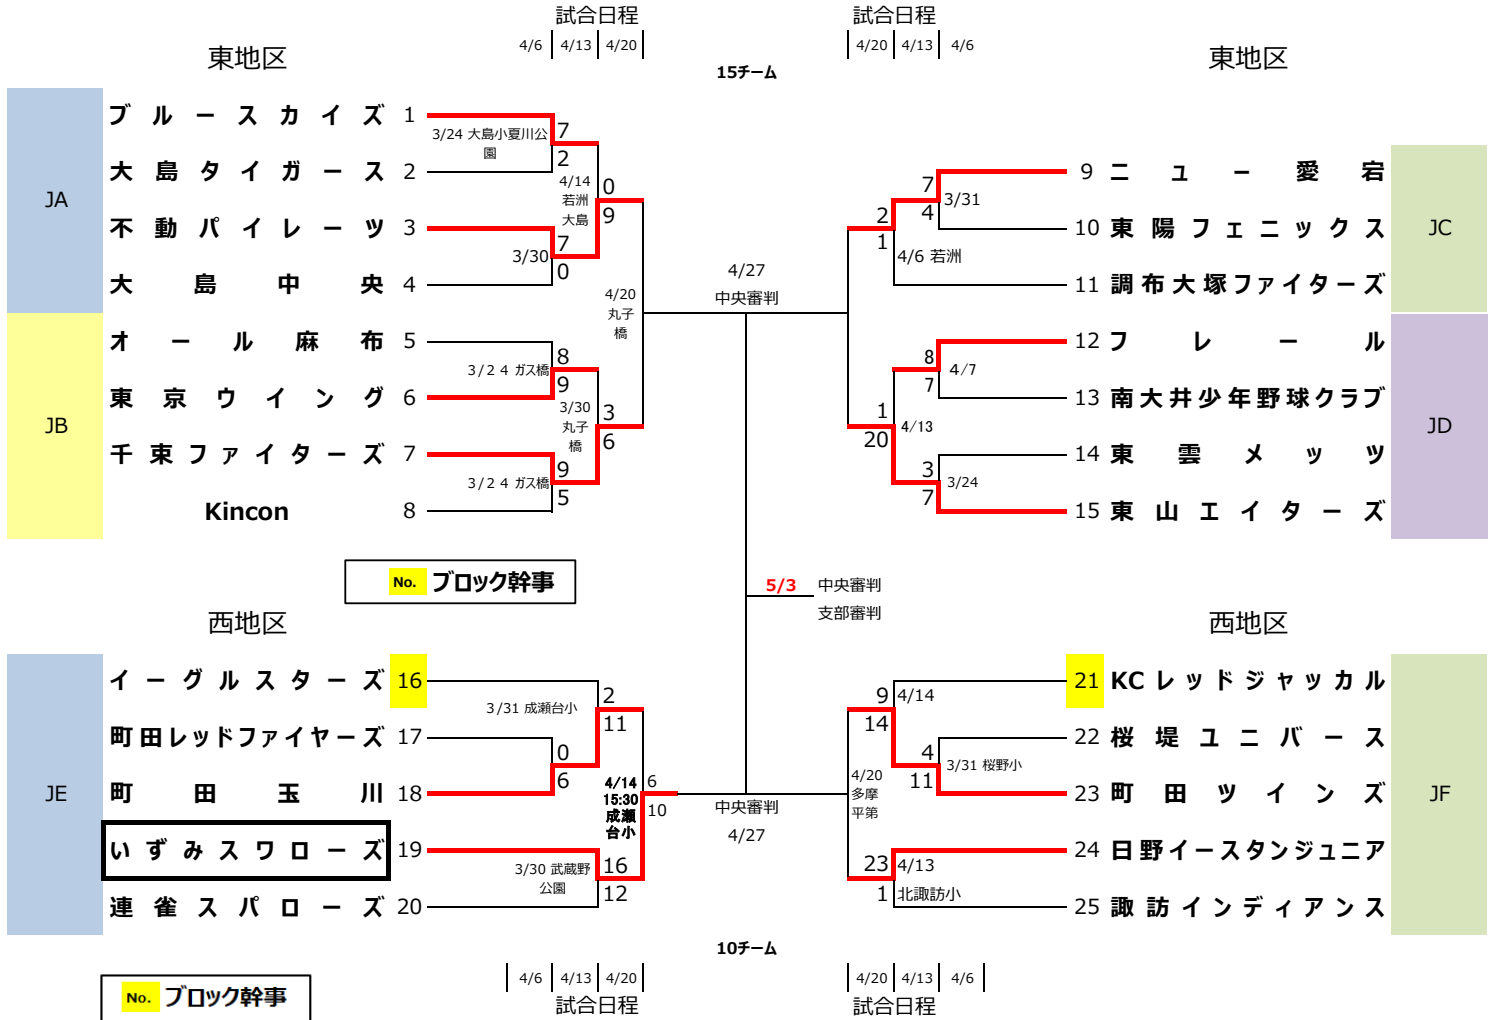 試合日程
4/6 4/13 4/20
試合日程
4/20 4/13 4/6
東地区
15チーム
東地区
JA
ブルースカイズ 1
3/24 大島小夏川公
園
7
2
大島タイガース 2
4/14
若洲
大島
0
9
不動パイレーツ 3
3/30
7
0
大島中央 4
4/20
丸子
橋
JB
オール麻布 5
3/24 ガス橋
8
9
東京ウイング 6
3/30
丸子
橋
3
6
千束ファイターズ 7
3/24 ガス橋
9
5
Kincon 8
4/27
中央審判
9 ニュー愛宕
7
4
3/31
10 東陽フェニックス
2
1
4/6 若洲
11 調布大塚ファイターズ
JC
12 フレール
8
7
4/7
13 南大井少年野球クラブ
1
20
4/13
14 東雲メッツ
3
7
3/24
15 東山エイターズ
JD
No. ブロック幹事
5/3 中央審判
支部審判
西地区
西地区
JE
イーグルスターズ 16
3/31 成瀬台小
2
11
町田レッドファイヤーズ 17
0
6
町田玉川 18
4/14
15:30
成瀬
台小
6
10
いずみスワローズ 19
3/30 武蔵野
公園
16
12
連雀スパローズ 20
中央審判
4/27
21 KCレッドジャッカル
9
14
4/14
22 桜堤ユニバース
4
11
3/31 桜野小
23 町田ツインズ
4/20
多摩
平第
24 日野イースタンジュニア
23
1
4/13
北諏訪小
25 諏訪インディアンス
JF
10チーム
4/6 4/13 4/20
試合日程
4/20 4/13 4/6
試合日程
No. ブロック幹事